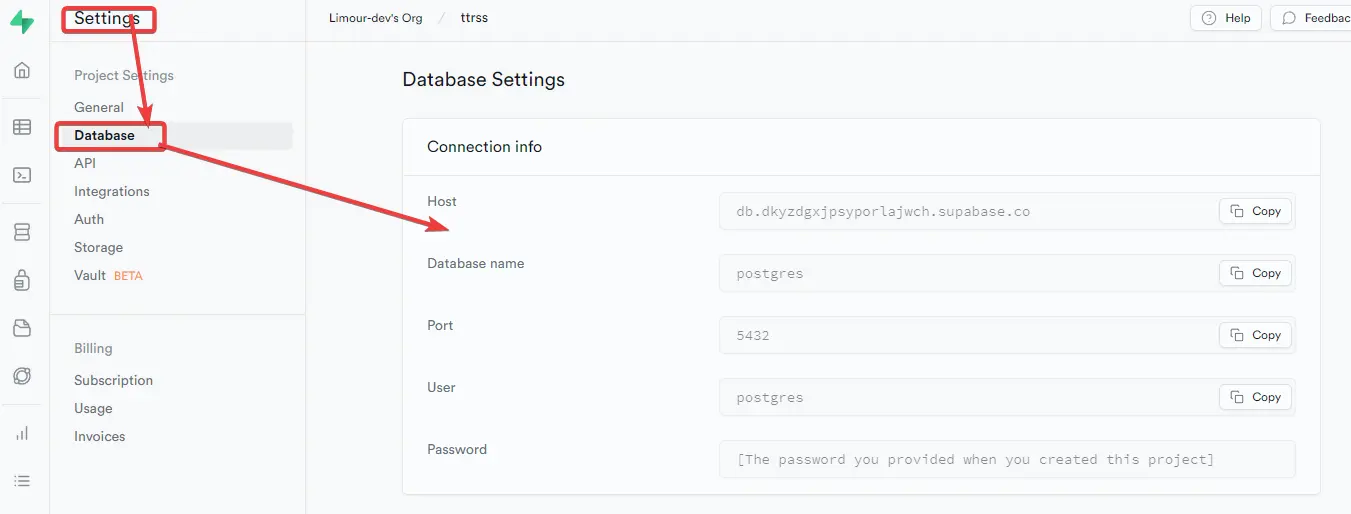 Settings
Limour-dev's Org / ttrss
Help
Feedbac
Project Settings
General
Database
API
Integrations
Auth
Storage
Vault BETA
Billing
Subscription
Usage
Invoices
Database Settings
Connection info
Host
db.dkyzdgxjpsyporlajwch.supabase.co
Copy
Database name
postgres
Copy
Port
5432
Copy
User
postgres
Copy
Password
[The password you provided when you created this project]